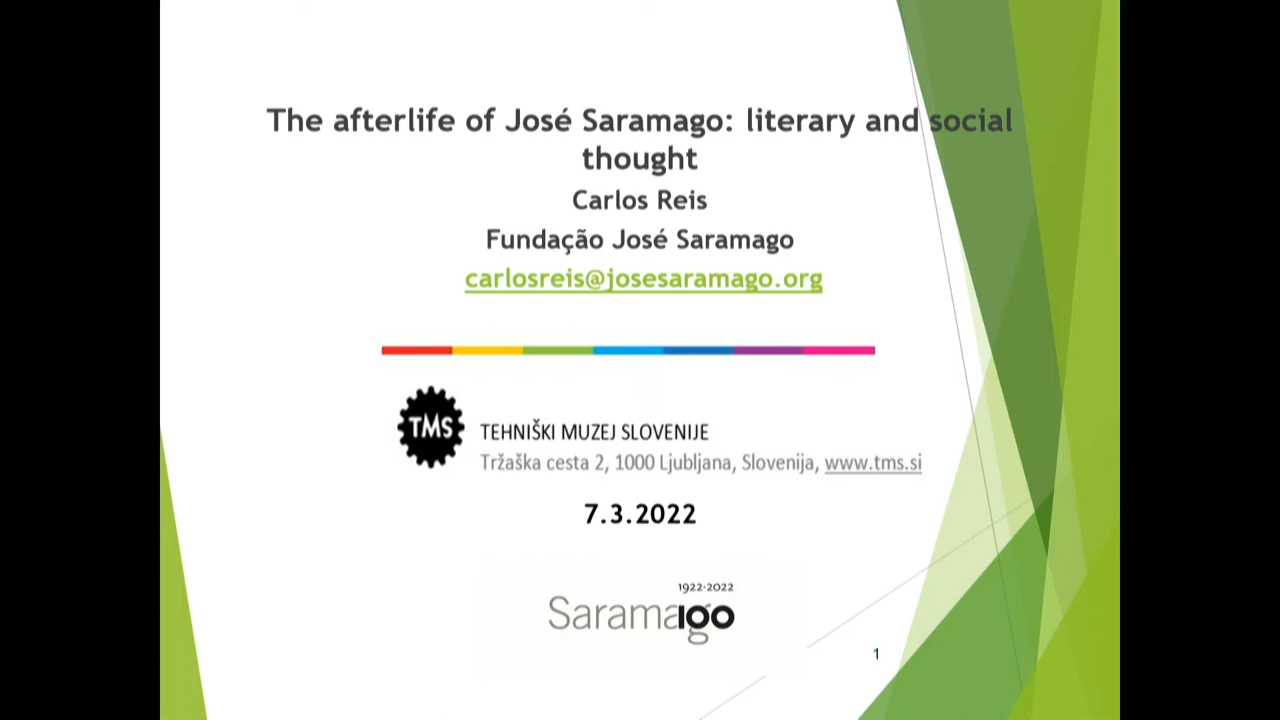 The afterlife of José Saramago: literary and social
thought
Carlos Reis
Fundação José Saramago
carlosreis@josesaramago.org
TMS
TEHNIŠKI MUZEJ SLOVENIJE
Tržaška cesta 2, 1000 Ljubljana, Slovenija, www.tms.si
7.3.2022
1922·2022
Saramago 100
1